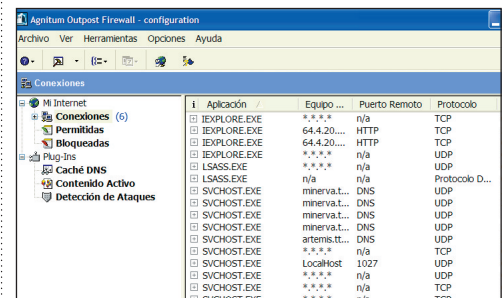 Agnitum Outpost Firewall - configuration
Archivo Ver Herramientas Opciones Ayuda
Conexiones
Mi Internet
Conexiones (6)
Permitidas
Bloqueadas
Plug-Ins
Caché DNS
Contenido Activo
Detección de Ataques
i Aplicación / Equipo ... Puerto Remoto Protocolo
IEXPLORE.EXE *.*.*.* n/a TCP
IEXPLORE.EXE 64.4.20.... HTTP TCP
IEXPLORE.EXE 64.4.20.... HTTP TCP
IEXPLORE.EXE *.*.*.* n/a UDP
LSASS.EXE *.*.*.* n/a UDP
LSASS.EXE n/a n/a Protocolo D...
SVCHOST.EXE minerva.t... DNS UDP
SVCHOST.EXE minerva.t... DNS UDP
SVCHOST.EXE minerva.t... DNS UDP
SVCHOST.EXE artemis.tt... DNS UDP
SVCHOST.EXE *.*.*.* n/a TCP
SVCHOST.EXE LocalHost 1027 UDP
SVCHOST.EXE *.*.*.* n/a UDP
SVCHOST.EXE *.*.*.* n/a TCP
SVCHOST.EXE *.*.*.* n/a TCP